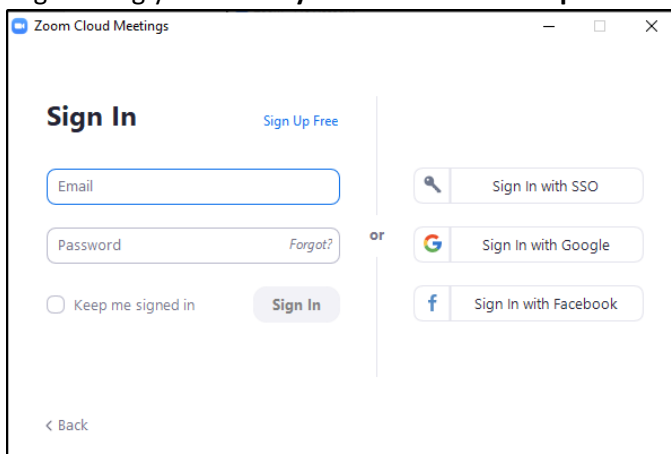 Zoom Cloud Meetings
Sign In
Sign Up Free
Email
Password
Forgot?
Keep me signed in
Sign In
or
Sign In with SSO
Sign In with Google
Sign In with Facebook
< Back